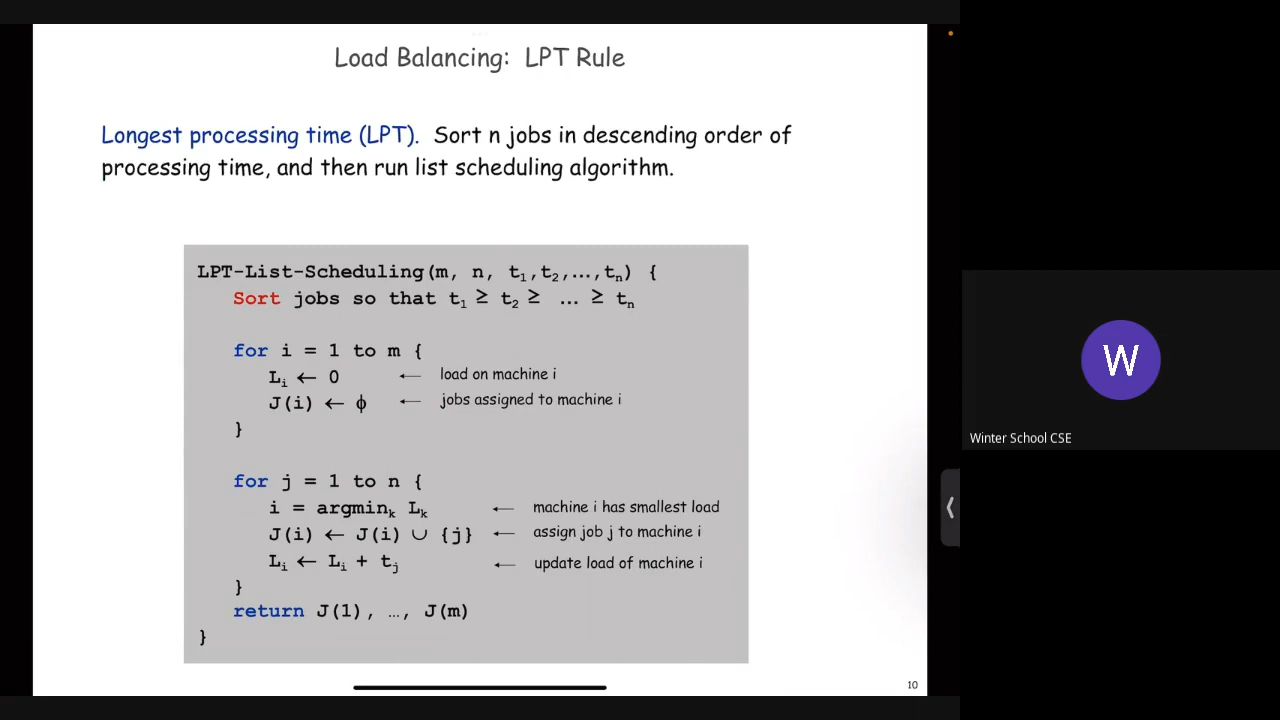 Load Balancing: LPT Rule
Longest processing time (LPT). Sort n jobs in descending order of
processing time, and then run list scheduling algorithm.
LPT-List-Scheduling(m, n, t1,t2,…,tn) {
Sort jobs so that t1 ≥ t2 ≥ … ≥ tn
for i = 1 to m {
Li ← 0 ← load on machine i
J(i) ← ϕ ← jobs assigned to machine i
}
for j = 1 to n {
i = argmink Lk ← machine i has smallest load
J(i) ← J(i) ∪ {j} ← assign job j to machine i
Li ← Li + tj ← update load of machine i
}
return J(1), …, J(m)
}
10
W
Winter School CSE